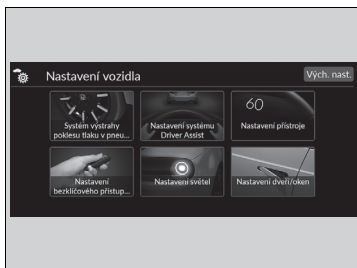 Nastavení vozidla
Vých. nast.
Systém výstrahy
poklesu tlaku v pneu...
Nastavení systému
Driver Assist
60
Nastavení přístroje
Nastavení
bezklíčového přístup...
Nastavení světel
Nastavení dveří/oken